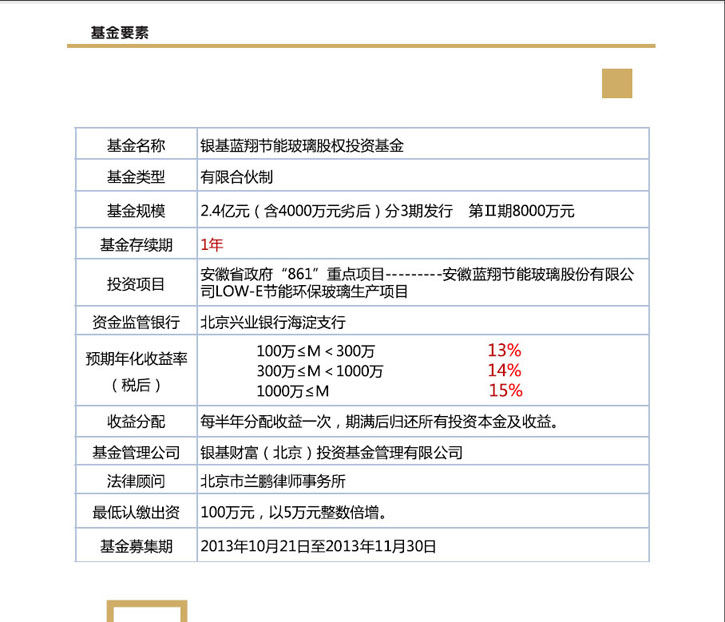 基金要素
基金名称 银基蓝翔节能玻璃股权投资基金
基金类型 有限合伙制
基金规模 2.4亿元（含4000万元劣后）分3期发行 第Ⅱ期8000万元
基金存续期 1年
投资项目 安徽省政府“861”重点项目---------安徽蓝翔节能玻璃股份有限公
司LOW-E节能环保玻璃生产项目
资金监管银行 北京兴业银行海淀支行
预期年化收益率
（税后）
100万≤M＜300万 13%
300万≤M＜1000万 14%
1000万≤M 15%
收益分配 每半年分配收益一次，期满后归还所有投资本金及收益。
基金管理公司 银基财富（北京）投资基金管理有限公司
法律顾问 北京市兰鹏律师事务所
最低认缴出资 100万元，以5万元整数倍增。
基金募集期 2013年10月21日至2013年11月30日